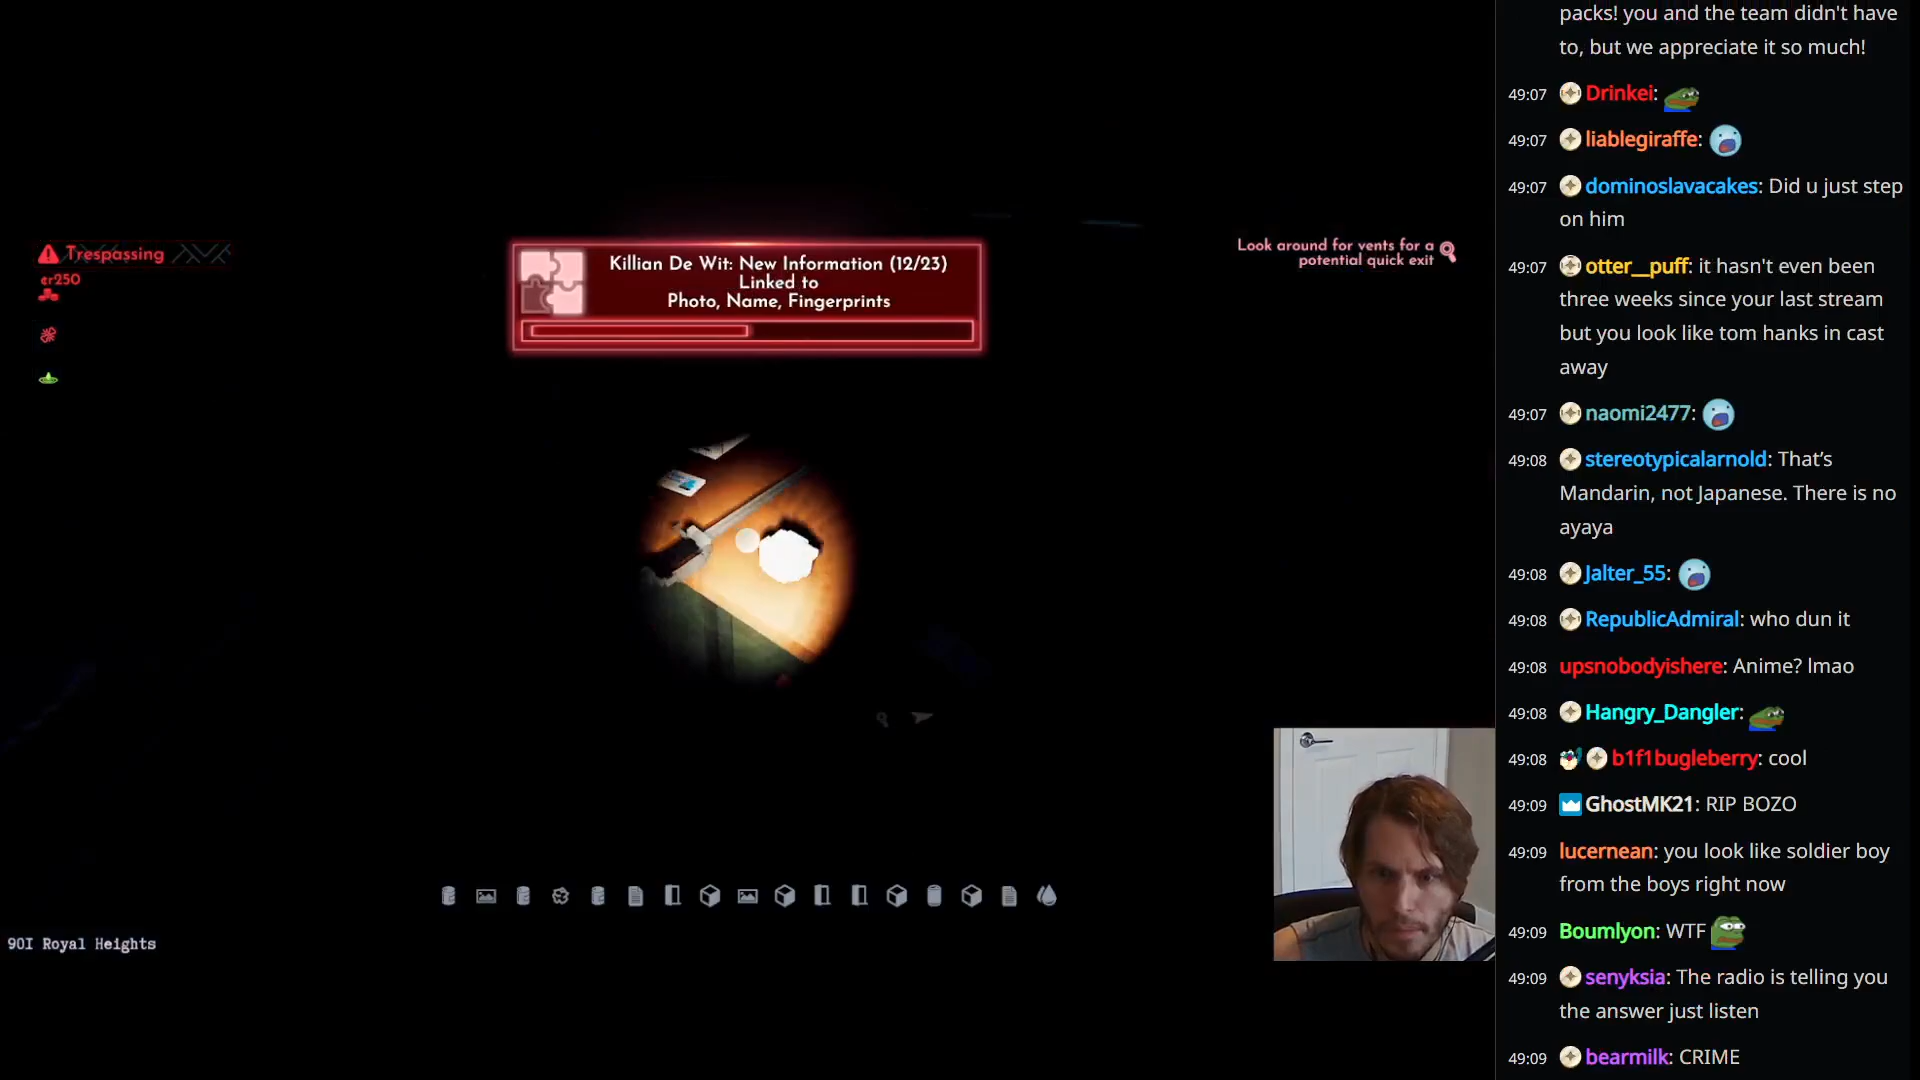 Trespassing
cr250
Killian De Wit: New Information (12/23)
Linked to
Photo, Name, Fingerprints
Look around for vents for a
potential quick exit
90I Royal Heights
packs! you and the team didn't have
to, but we appreciate it so much!
49:07 Drinkei:
49:07 liablegiraffe:
49:07 dominoslavacakes: Did u just step
on him
49:07 otter__puff: it hasn't even been
three weeks since your last stream
but you look like tom hanks in cast
away
49:07 naomi2477:
49:08 stereotypicalarnold: That’s
Mandarin, not Japanese. There is no
ayaya
49:08 Jalter_55:
49:08 RepublicAdmiral: who dun it
49:08 upsnobodyishere: Anime? lmao
49:08 Hangry_Dangler:
49:08 b1f1bugleberry: cool
49:09 GhostMK21: RIP BOZO
49:09 lucernean: you look like soldier boy
from the boys right now
49:09 Boumlyon: WTF
49:09 senyksia: The radio is telling you
the answer just listen
49:09 bearmilk: CRIME